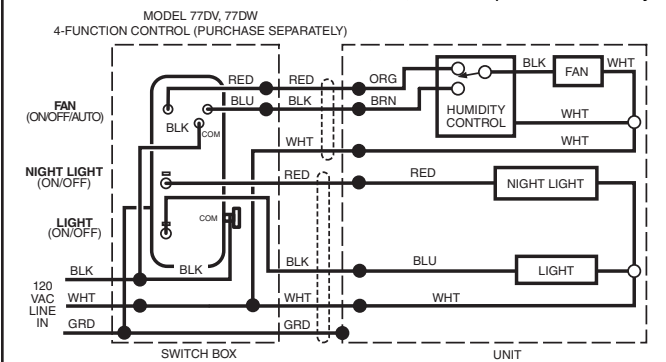 MODEL 77DV, 77DW
4-FUNCTION CONTROL (PURCHASE SEPARATELY)
RED
RED
ORG
BLK
FAN
WHT
FAN
(ON/OFF/AUTO)
BLU
BLK
BRN
BLK
COM
HUMIDITY
CONTROL
WHT
WHT
WHT
NIGHT LIGHT
(ON/OFF)
RED
RED
NIGHT LIGHT
LIGHT
(ON/OFF)
COM
BLK
BLU
LIGHT
BLK
BLK
120
VAC
LINE
IN
WHT
WHT
WHT
GRD
GRD
SWITCH BOX
UNIT